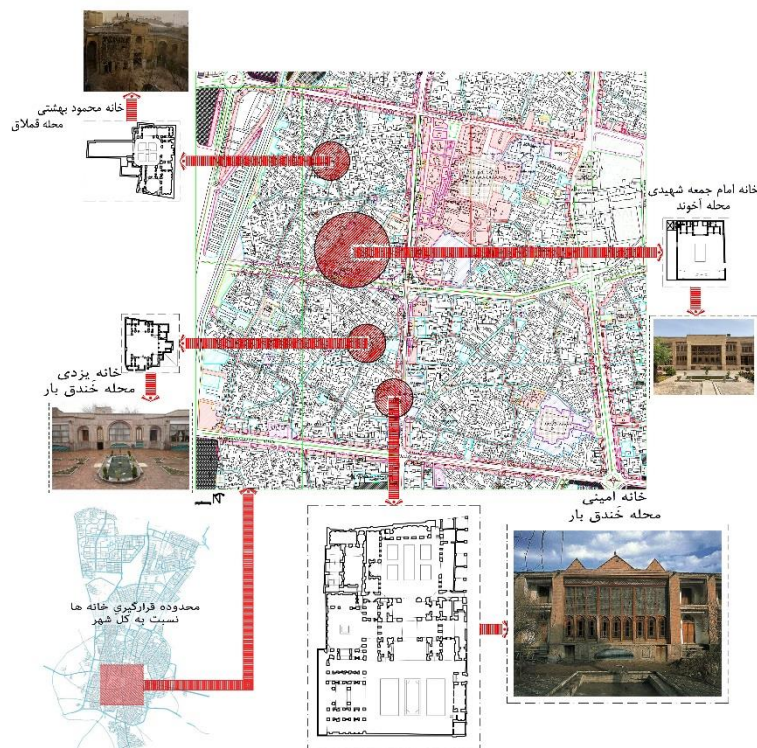 خانه محمود بهشتی
محله قملاق
خانه امام جمعه شهیدی
محله آخوند
خانه یزدی
محله خندق بار
خانه امینی
محله خندق بار
محدوده قرارگیری خانه ها
نسبت به کل شهر